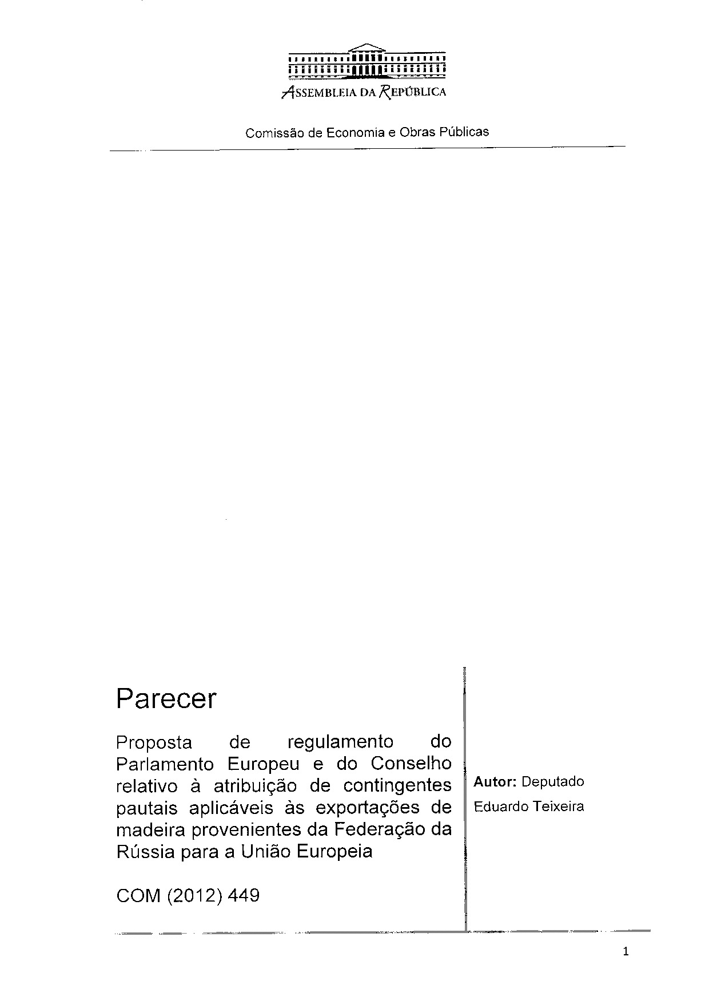 ASSEMBLEIA DA REPÚBLICA
Comissão de Economia e Obras Públicas
Parecer
Proposta de regulamento do
Parlamento Europeu e do Conselho
relativo à atribuição de contingentes
pautais aplicáveis às exportações de
madeira provenientes da Federação da
Rússia para a União Europeia
COM (2012) 449
Autor: Deputado
Eduardo Teixeira
1